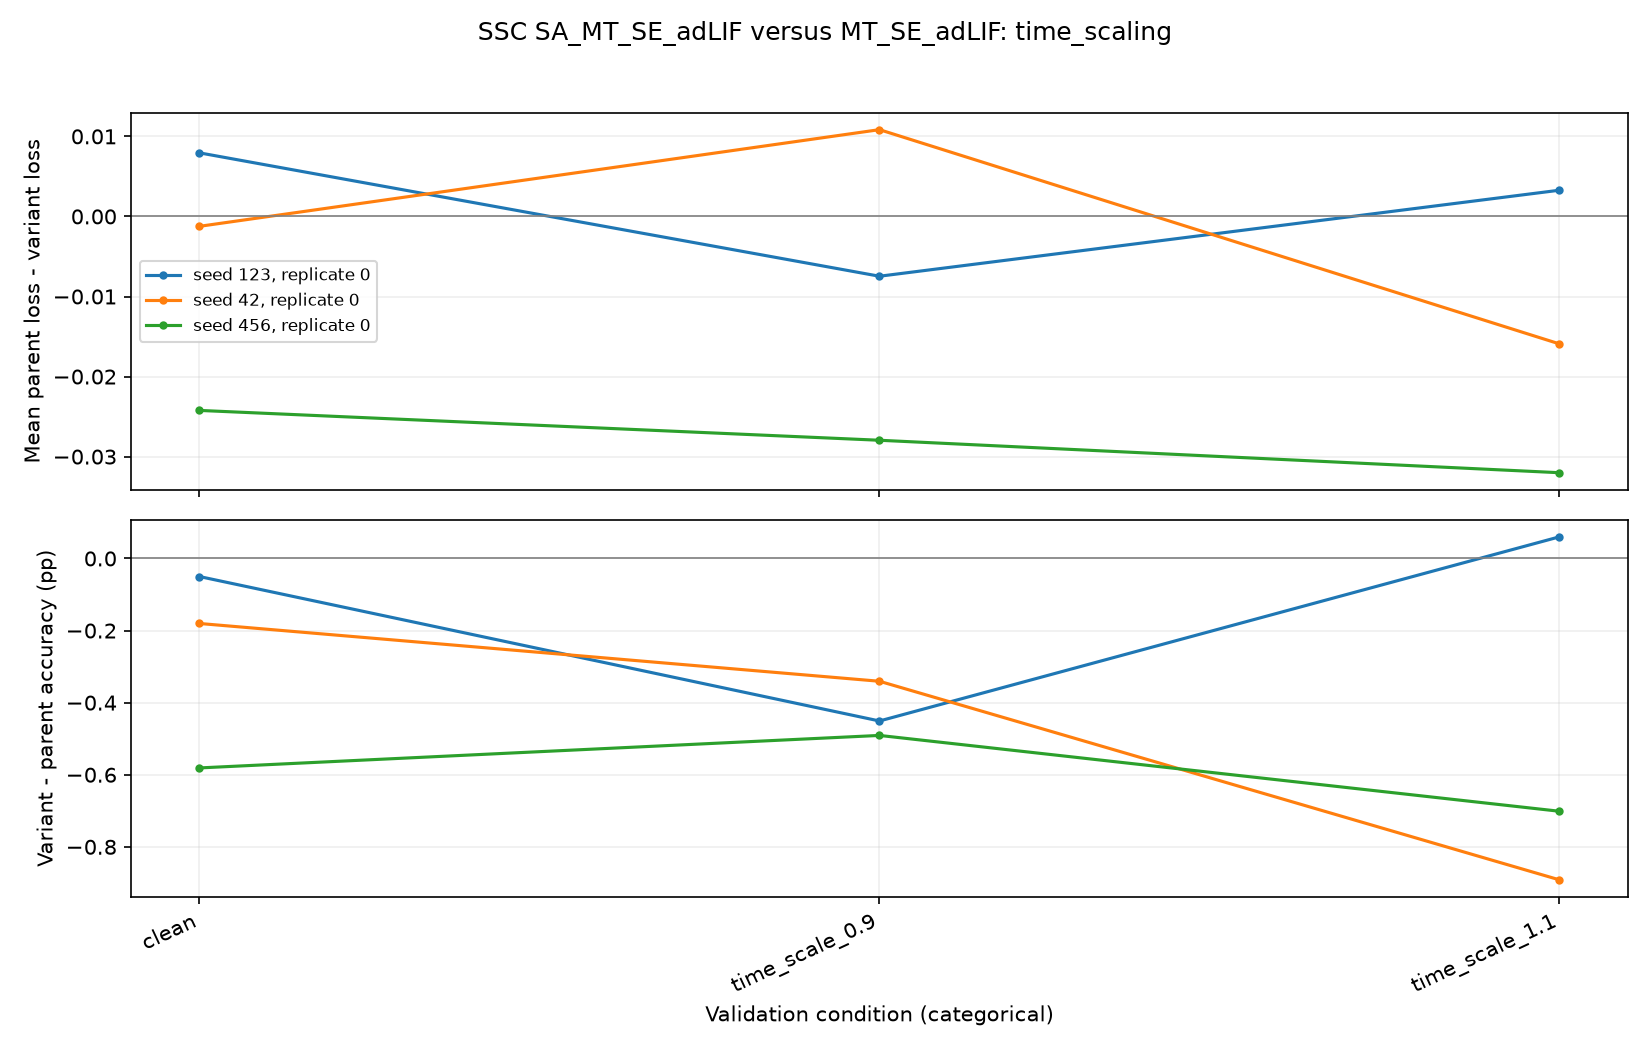 SSC SA_MT_SE_adLIF versus MT_SE_adLIF: time_scaling
Mean parent loss - variant loss
0.01
0.00
−0.01
−0.02
−0.03
seed 123, replicate 0
seed 42, replicate 0
seed 456, replicate 0
Variant - parent accuracy (pp)
0.0
−0.2
−0.4
−0.6
−0.8
clean
time_scale_0.9
time_scale_1.1
Validation condition (categorical)